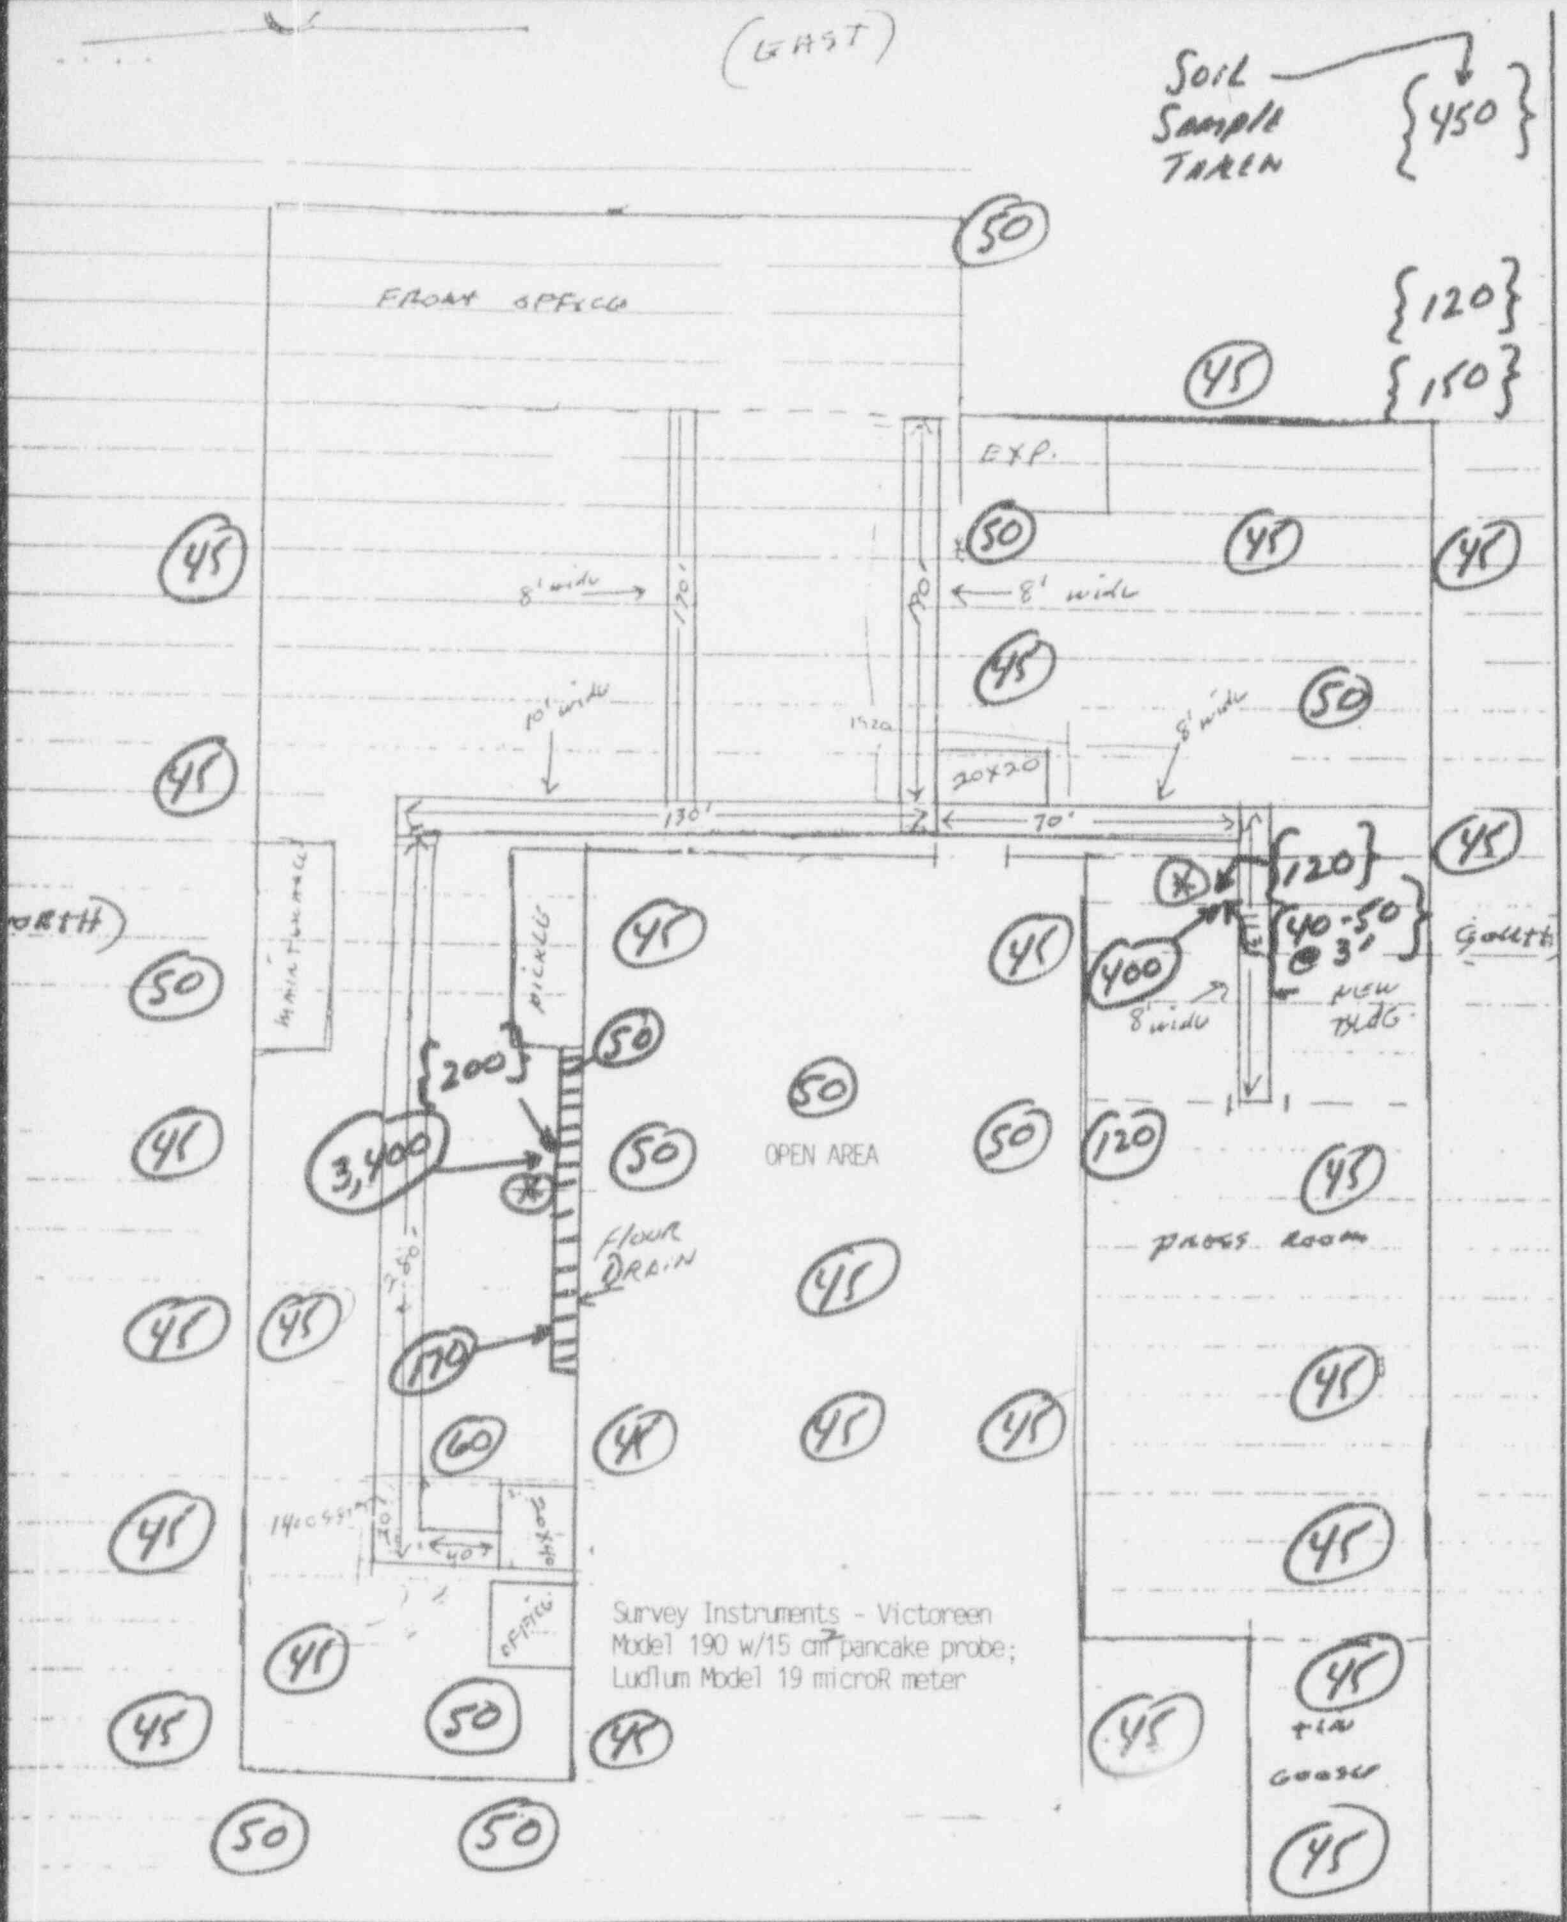 (EAST)
Soil
Sample
TAKEN
{450}
50
FRONT OFFICE
{120}
45
{150}
EXP.
45
50
45
45
8' wide
170'
190'
8' wide
45
50
10' wide
8' wide
45
20x20
130'
70'
45
*
{120}
ORTH)
MAINTENANCE
PICKLE
45
45
400
{40-50
@ 3'}
South
50
8' wide
NEW
BLDG.
{200}
50
50
45
3,400
*
50
OPEN AREA
50
120
45
FLOOR
DRAIN
PRESS ROOM
45
45
45
170
45
60
45
45
45
45
40
20x40
45
OFFICE
Survey Instruments - Victoreen
Model 190 w/15 cm² pancake probe;
Ludlum Model 19 microR meter
45
45
45
50
45
45
TIN
GOOSE
50
50
45